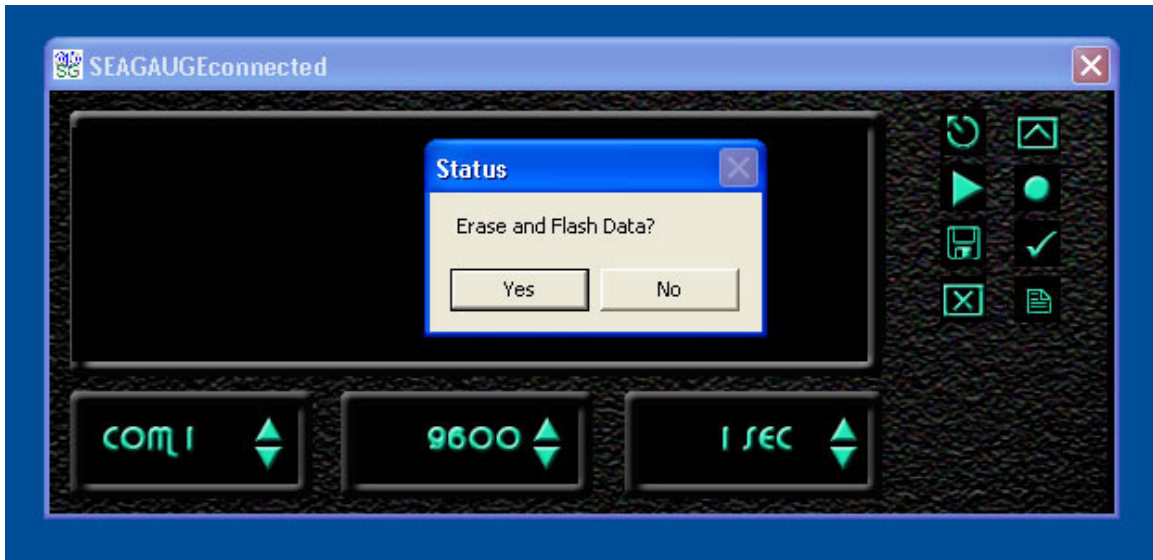 SEAGAUGEconnected
Status
Erase and Flash Data?
Yes No
COM 1 9600 1 SEC